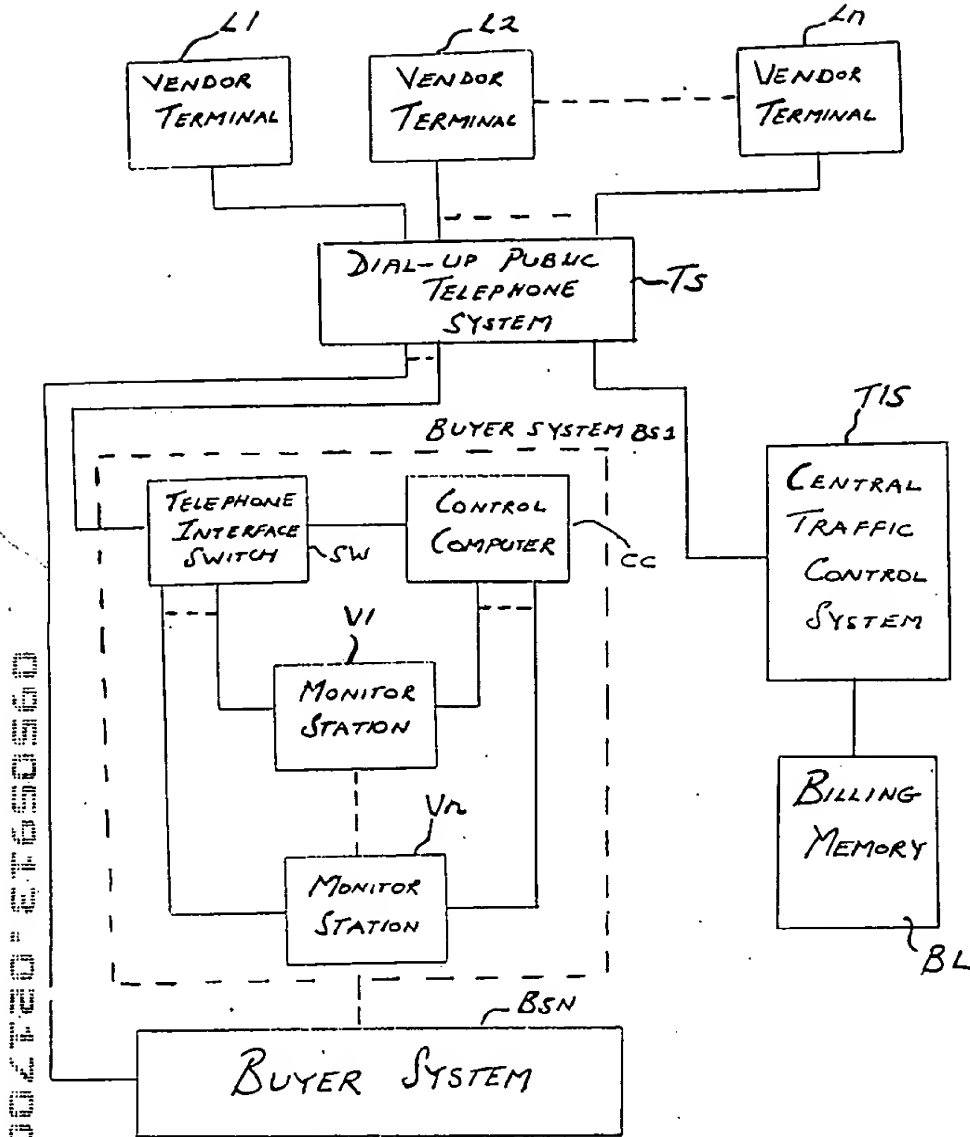 L1
L2
Ln
VENDOR
TERMINAL
VENDOR
TERMINAL
VENDOR
TERMINAL
DIAL-UP PUBLIC
TELEPHONE
SYSTEM
TS
BUYER SYSTEM BS1
TIS
TELEPHONE
INTERFACE
SWITCH
SW
CONTROL
COMPUTER
CC
CENTRAL
TRAFFIC
CONTROL
SYSTEM
V1
MONITOR
STATION
Vn
MONITOR
STATION
BILLING
MEMORY
BL
BSN
BUYER SYSTEM